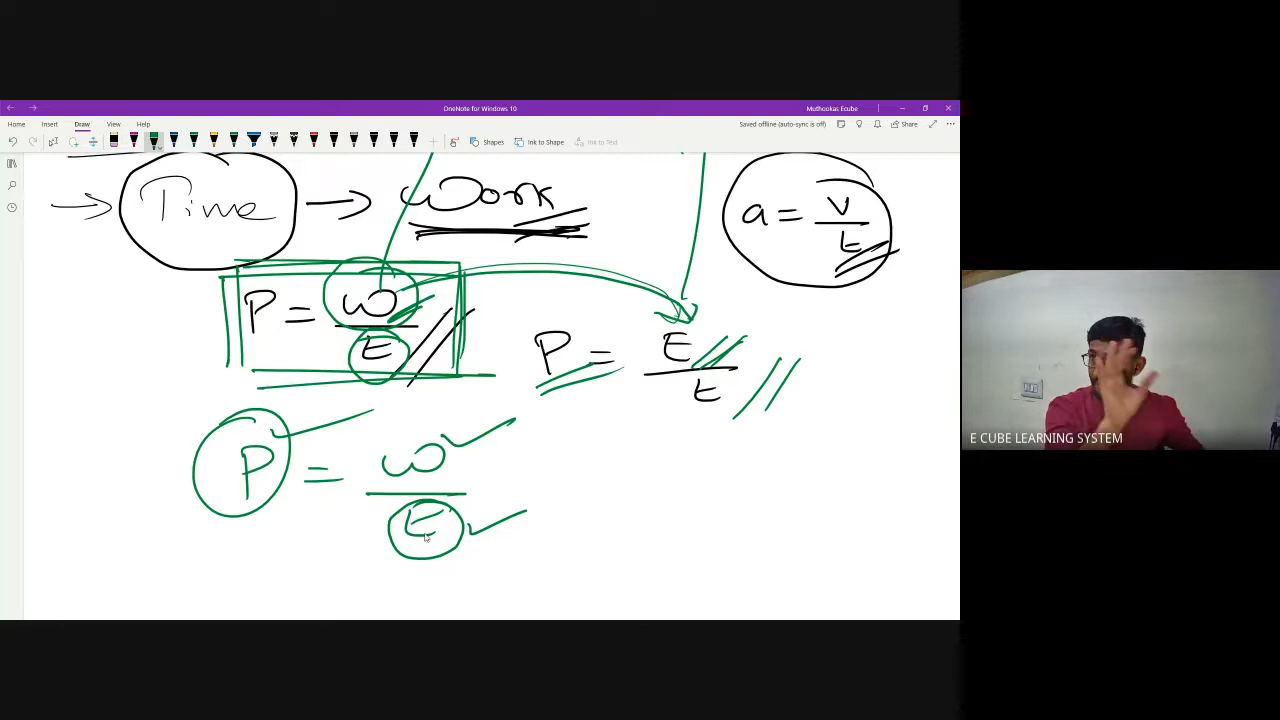 OneNote for Windows 10
Muthookas Ecube
Home Insert Draw View Help
Saved offline (auto-sync is off)
Share
Shapes
Ink to Shape
Ink to Text
→ Time → Work
a = v/t
P = w/t
P = E/t
P = w/t
E CUBE LEARNING SYSTEM